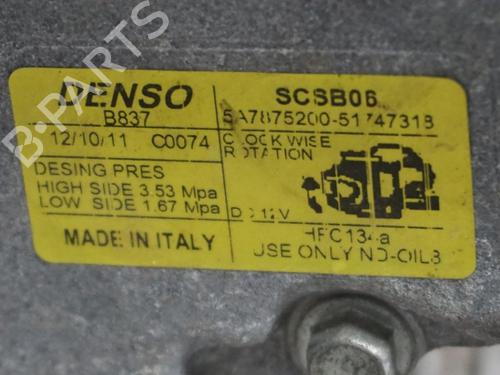 B-PARTS
DENSO
B837
12/10/11 C0074
DESING PRES
HIGH SIDE 3.53 Mpa
LOW SIDE 1.67 Mpa
MADE IN ITALY
SCSB06
5A7875200-51747318
CLOCKWISE
ROTATION
DC 12V
HFC134a
USE ONLY ND-OIL8